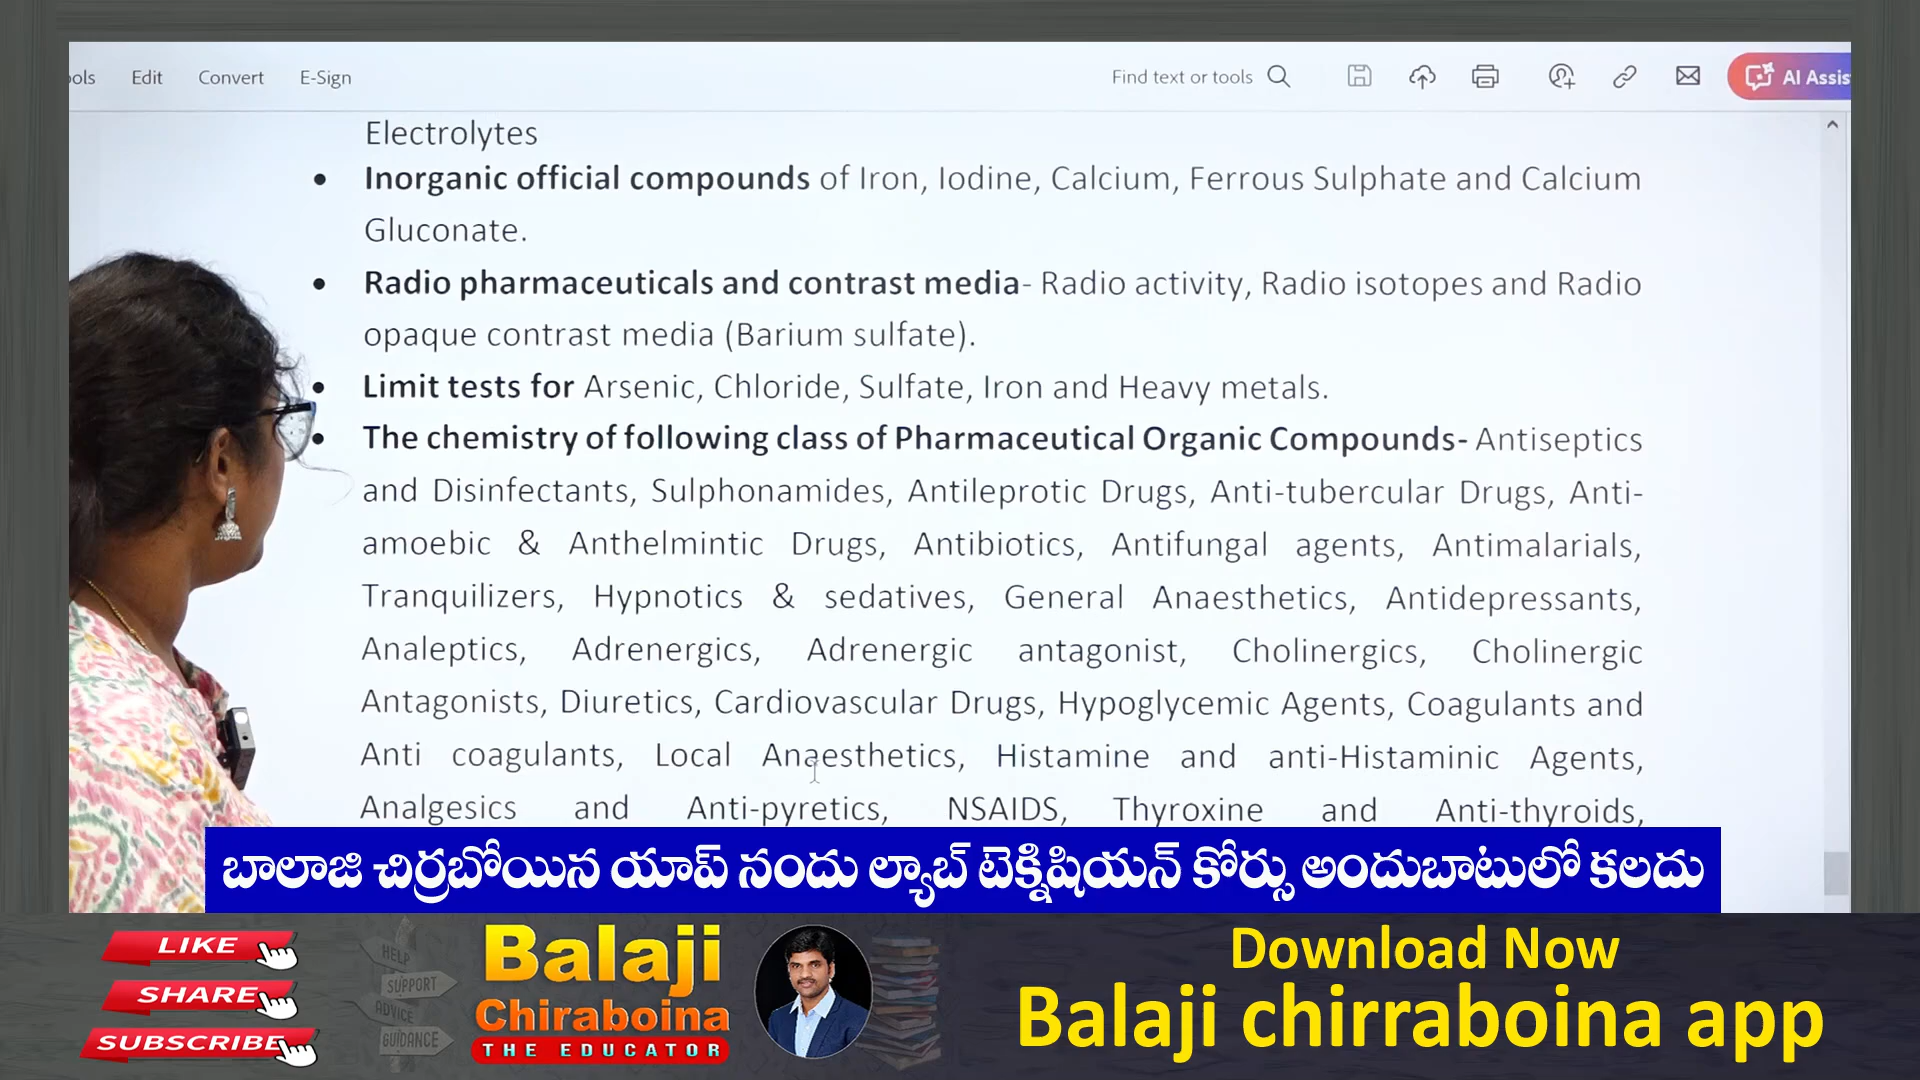 ools Edit Convert E-Sign Find text or tools AI Assis
Electrolytes
• Inorganic official compounds of Iron, Iodine, Calcium, Ferrous Sulphate and Calcium
Gluconate.
• Radio pharmaceuticals and contrast media- Radio activity, Radio isotopes and Radio
opaque contrast media (Barium sulfate).
• Limit tests for Arsenic, Chloride, Sulfate, Iron and Heavy metals.
• The chemistry of following class of Pharmaceutical Organic Compounds- Antiseptics
and Disinfectants, Sulphonamides, Antileprotic Drugs, Anti-tubercular Drugs, Anti-
amoebic & Anthelmintic Drugs, Antibiotics, Antifungal agents, Antimalarials,
Tranquilizers, Hypnotics & sedatives, General Anaesthetics, Antidepressants,
Analeptics, Adrenergics, Adrenergic antagonist, Cholinergics, Cholinergic
Antagonists, Diuretics, Cardiovascular Drugs, Hypoglycemic Agents, Coagulants and
Anti coagulants, Local Anaesthetics, Histamine and anti-Histaminic Agents,
Analgesics and Anti-pyretics, NSAIDS, Thyroxine and Anti-thyroids,
బాలాజి చిర్రబోయిన యాప్ నందు ల్యాబ్ టెక్నిషియన్ కోర్సు అందుబాటులో కలదు
LIKE
SHARE
SUBSCRIBE
HELP
SUPPORT
ADVICE
GUIDANCE
Balaji
Chiraboina
THE EDUCATOR
Download Now
Balaji chirraboina app